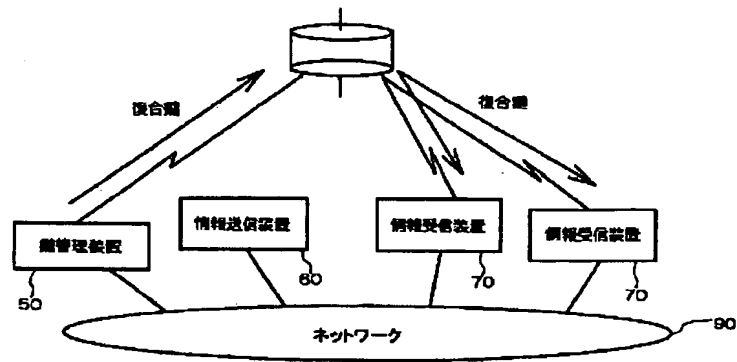 復合鍵
復合鍵
鍵管理装置
情報送信装置
情報受信装置
情報受信装置
50
60
70
70
ネットワーク
90